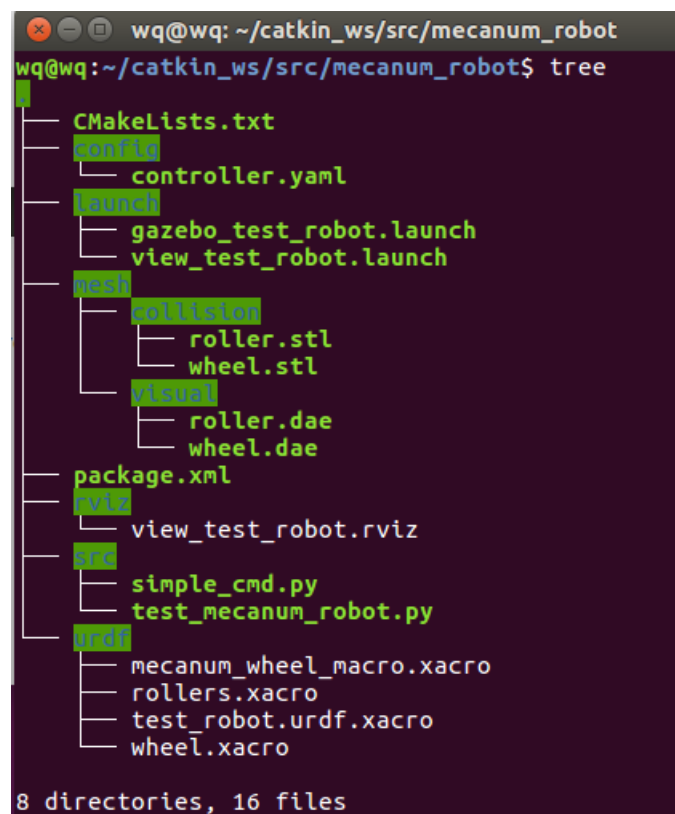 wq@wq: ~/catkin_ws/src/mecanum_robot
wq@wq:~/catkin_ws/src/mecanum_robot$ tree
.
├── CMakeLists.txt
├── config
│   └── controller.yaml
├── launch
│   ├── gazebo_test_robot.launch
│   └── view_test_robot.launch
├── mesh
│   ├── collision
│   │   ├── roller.stl
│   │   └── wheel.stl
│   └── visual
│       ├── roller.dae
│       └── wheel.dae
├── package.xml
├── rviz
│   └── view_test_robot.rviz
├── src
│   ├── simple_cmd.py
│   └── test_mecanum_robot.py
└── urdf
    ├── mecanum_wheel_macro.xacro
    ├── rollers.xacro
    ├── test_robot.urdf.xacro
    └── wheel.xacro
8 directories, 16 files